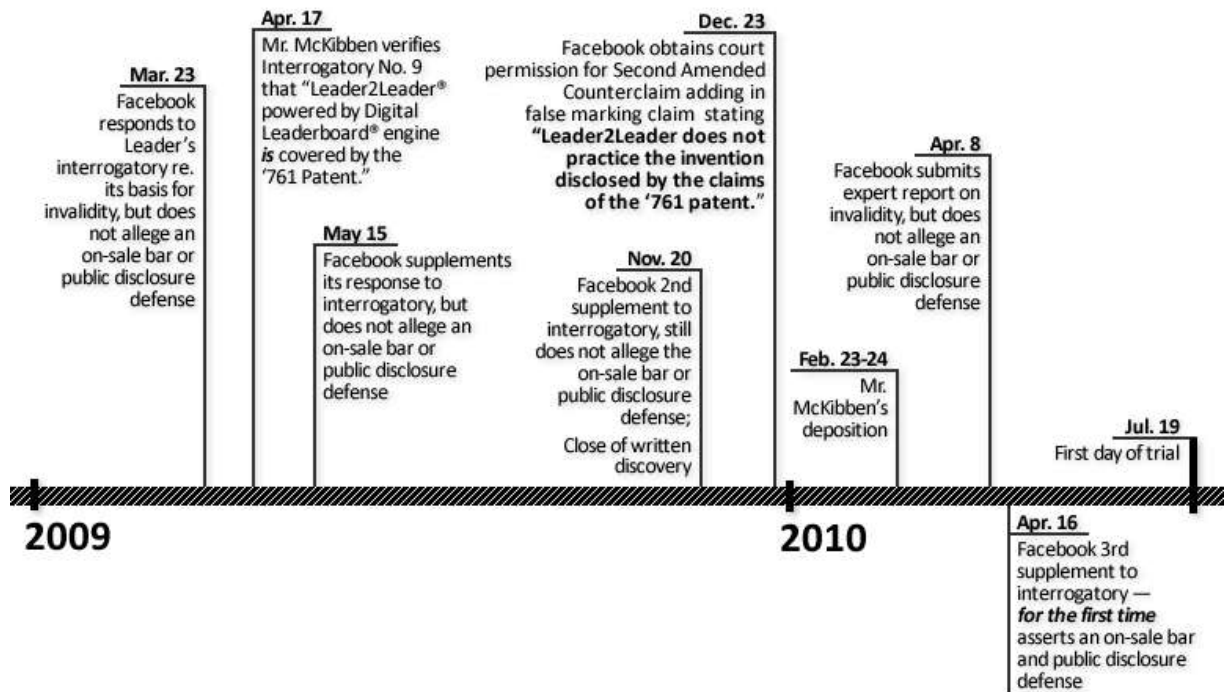 Mar. 23
Facebook
responds to
Leader’s
interrogatory re.
its basis for
invalidity, but does
not allege an
on-sale bar or
public disclosure
defense
Apr. 17
Mr. McKibben verifies
Interrogatory No. 9
that “Leader2Leader®
powered by Digital
Leaderboard® engine
is covered by the
‘761 Patent.”
May 15
Facebook supplements
its response to
interrogatory, but
does not allege an
on-sale bar or
public disclosure
defense
Nov. 20
Facebook 2nd
supplement to
interrogatory, still
does not allege the
on-sale bar or
public disclosure
defense;
Close of written
discovery
Dec. 23
Facebook obtains court
permission for Second Amended
Counterclaim adding in
false marking claim stating
“Leader2Leader does not
practice the invention
disclosed by the claims
of the ‘761 patent.”
Feb. 23-24
Mr.
McKibben’s
deposition
Apr. 8
Facebook submits
expert report on
invalidity, but does
not allege an
on-sale bar or
public disclosure
defense
Jul. 19
First day of trial
2009
2010
Apr. 16
Facebook 3rd
supplement to
interrogatory —
for the first time
asserts an on-sale bar
and public disclosure
defense